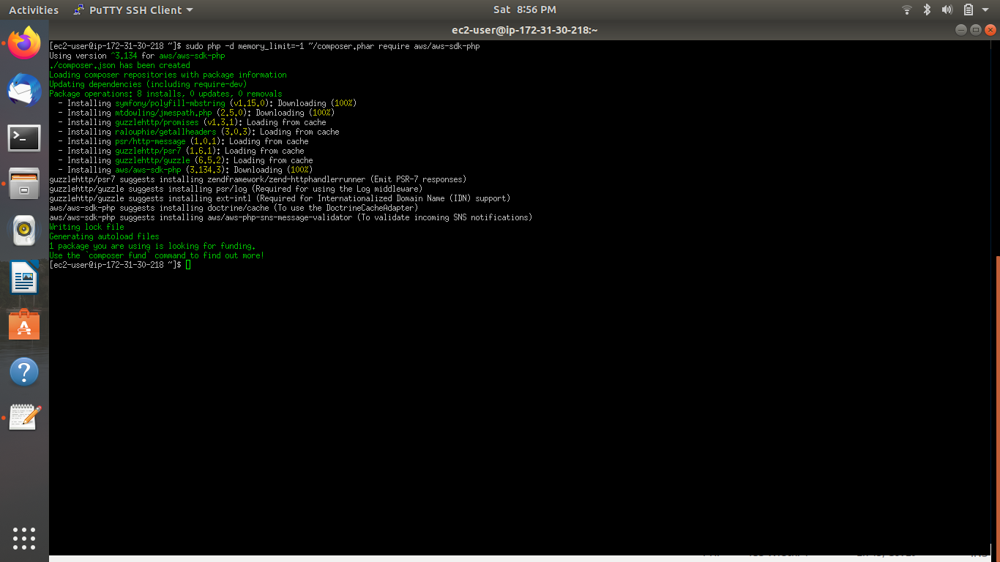 Activities PuTTY SSH Client Sat 8:56 PM
ec2-user@ip-172-31-30-218:~
[ec2-user@ip-172-31-30-218 ~]$ sudo php -d memory_limit=-1 ~/composer.phar require aws/aws-sdk-php
Using version ^3.134 for aws/aws-sdk-php
./composer.json has been created
Loading composer repositories with package information
Updating dependencies (including require-dev)
Package operations: 8 installs, 0 updates, 0 removals
  - Installing symfony/polyfill-mbstring (v1.15.0): Downloading (100%)
  - Installing mtdowling/jmespath.php (2.5.0): Downloading (100%)
  - Installing guzzlehttp/promises (v1.3.1): Loading from cache
  - Installing ralouphie/getallheaders (3.0.3): Loading from cache
  - Installing psr/http-message (1.0.1): Loading from cache
  - Installing guzzlehttp/psr7 (1.6.1): Loading from cache
  - Installing guzzlehttp/guzzle (6.5.2): Loading from cache
  - Installing aws/aws-sdk-php (3.134.3): Downloading (100%)
guzzlehttp/psr7 suggests installing zendframework/zend-httphandlerrunner (Emit PSR-7 responses)
guzzlehttp/guzzle suggests installing psr/log (Required for using the Log middleware)
guzzlehttp/guzzle suggests installing ext-intl (Required for Internationalized Domain Name (IDN) support)
aws/aws-sdk-php suggests installing doctrine/cache (To use the DoctrineCacheAdapter)
aws/aws-sdk-php suggests installing aws/aws-php-sns-message-validator (To validate incoming SNS notifications)
Writing lock file
Generating autoload files
1 package you are using is looking for funding.
Use the `composer fund` command to find out more!
[ec2-user@ip-172-31-30-218 ~]$